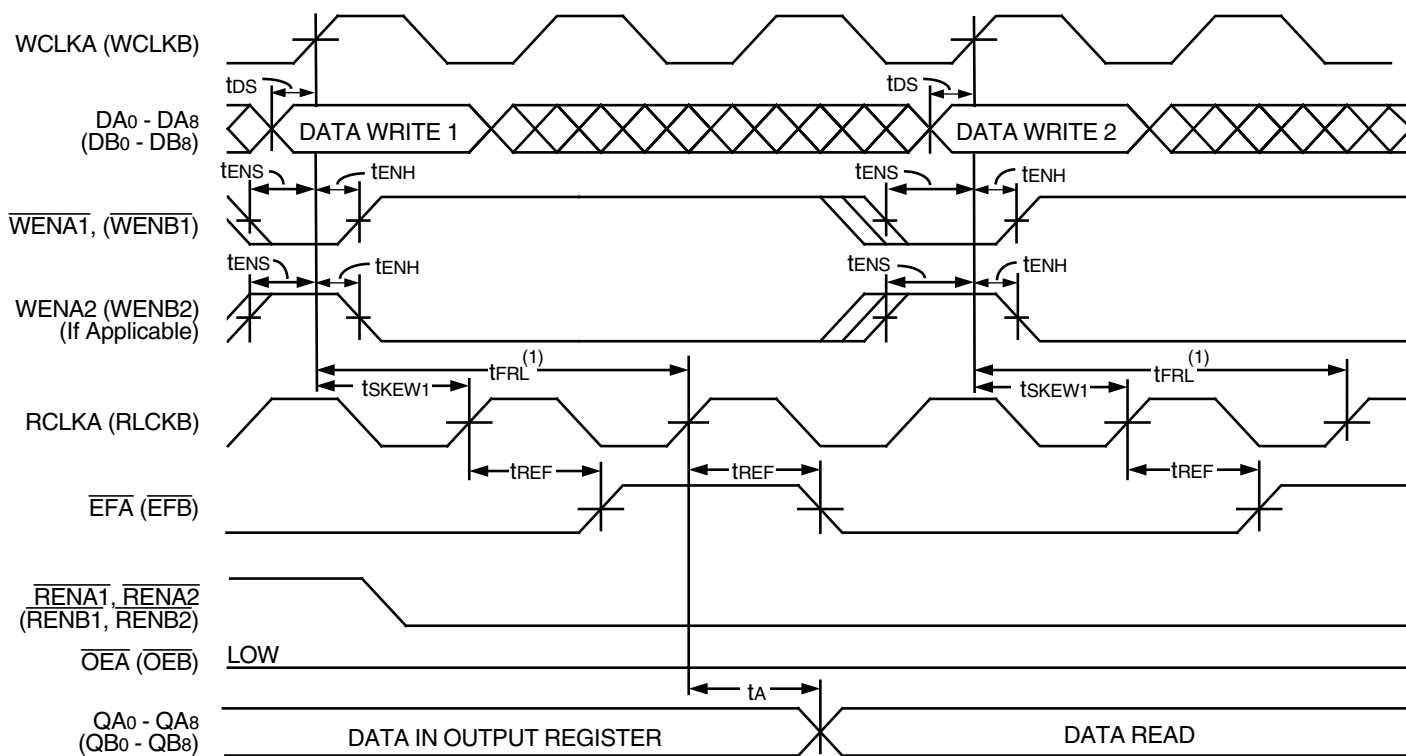 WCLKA (WCLKB)
tDS
tDS
DA0 - DA8
(DB0 - DB8)
DATA WRITE 1
DATA WRITE 2
tENS
tENH
tENS
tENH
WENA1, (WENB1)
tENS
tENH
tENS
tENH
WENA2 (WENB2)
(If Applicable)
tFRL(1)
tFRL(1)
tSKEW1
tSKEW1
RCLKA (RLCKB)
tREF
tREF
tREF
EFA (EFB)
RENA1, RENA2
(RENB1, RENB2)
OEA (OEB)
LOW
tA
QA0 - QA8
(QB0 - QB8)
DATA IN OUTPUT REGISTER
DATA READ